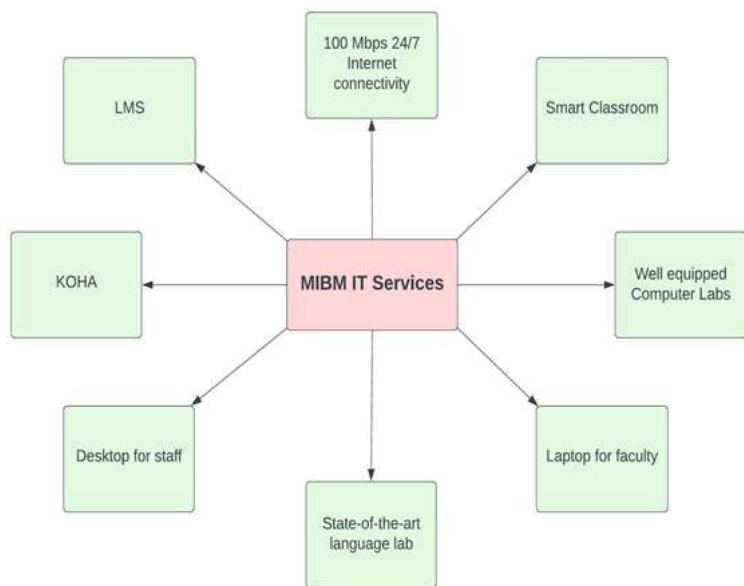 100 Mbps 24/7
Internet
connectivity
LMS
Smart Classroom
KOHA
MIBM IT Services
Well equipped
Computer Labs
Desktop for staff
Laptop for faculty
State-of-the-art
language lab